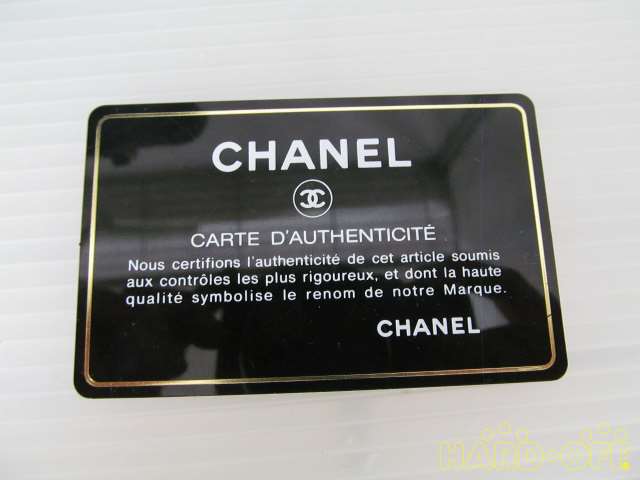 CHANEL
CARTE D'AUTHENTICITÉ
Nous certifions l'authenticité de cet article soumis
aux contrôles les plus rigoureux, et dont la haute
qualité symbolise le renom de notre Marque.
CHANEL
HARD·OFF